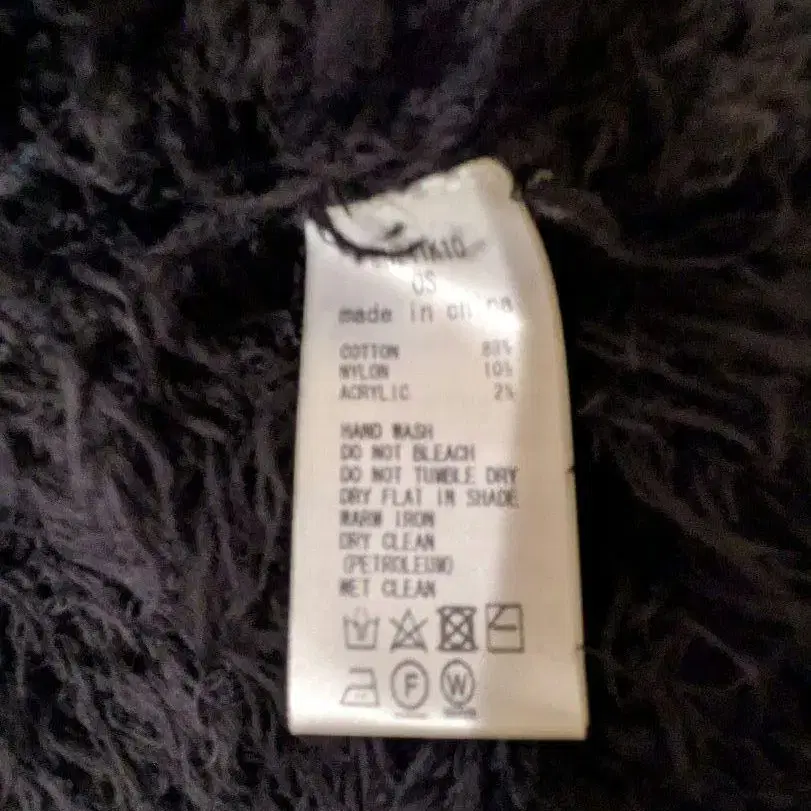 OS
made in china
COTTON 88%
NYLON 10%
ACRYLIC 2%
HAND WASH
DO NOT BLEACH
DO NOT TUMBLE DRY
DRY FLAT IN SHADE
WARM IRON
DRY CLEAN
(PETROLEUM)
WET CLEAN
F W